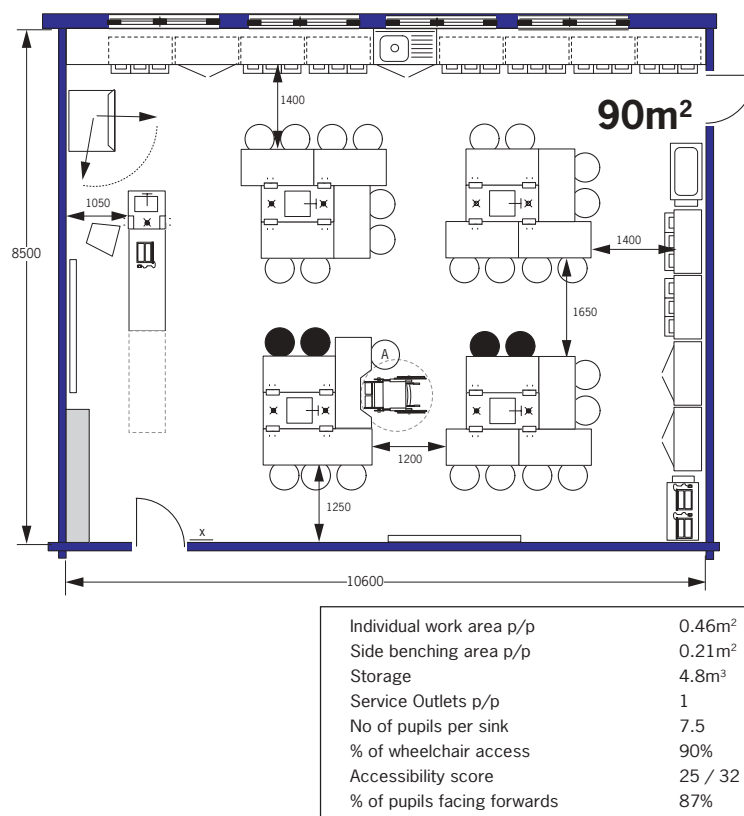 1400
90m²
1050
1400
8500
1650
A
1200
1250
x
10600
Individual work area p/p 0.46m²
Side benching area p/p 0.21m²
Storage 4.8m³
Service Outlets p/p 1
No of pupils per sink 7.5
% of wheelchair access 90%
Accessibility score 25 / 32
% of pupils facing forwards 87%